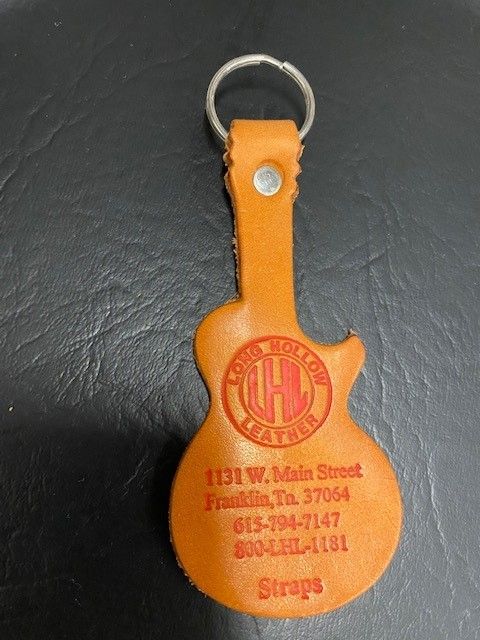 LONG HOLLOW
LHL
LEATHER
1131 W. Main Street
Franklin,Tn. 37064
615-794-7147
800-LHL-1181
Straps